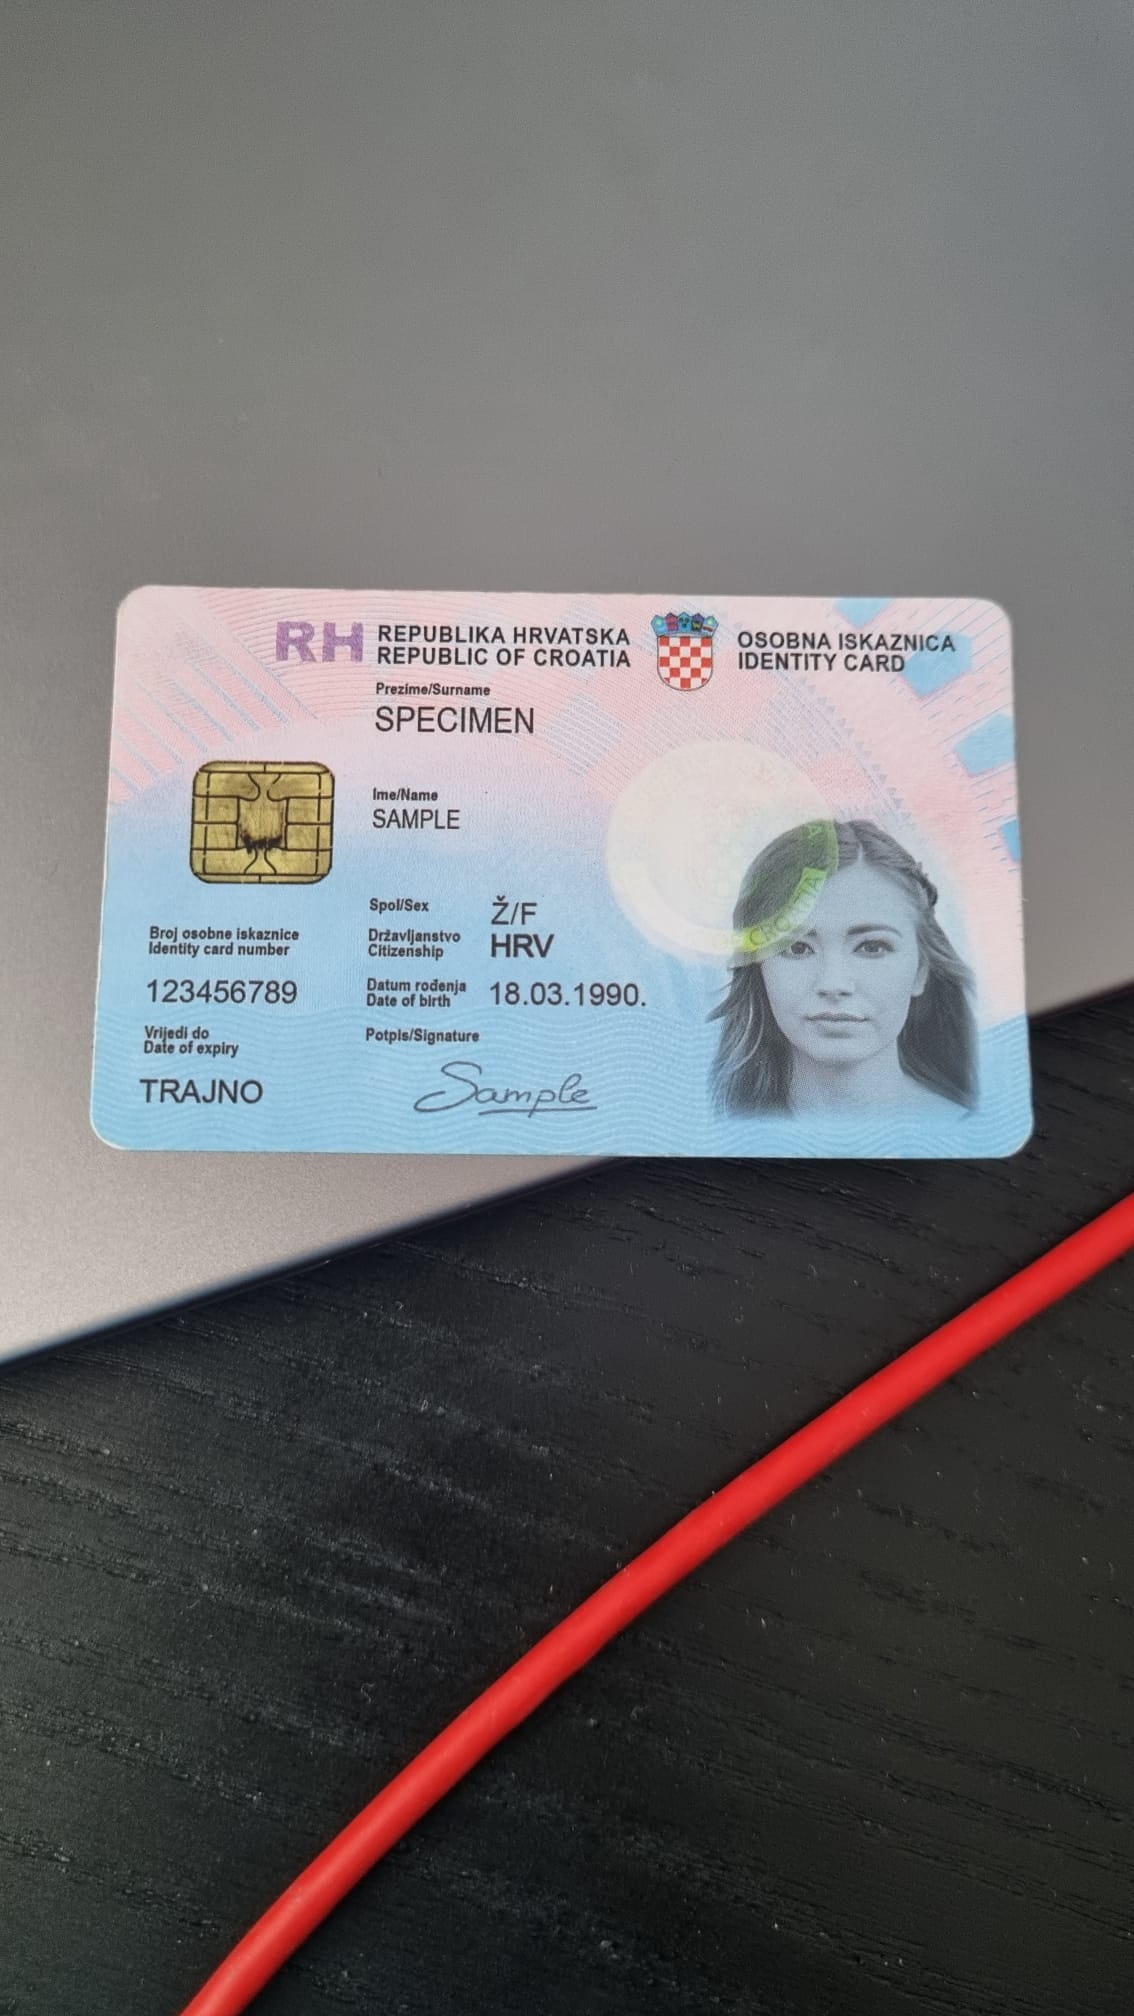 RH
REPUBLIKA HRVATSKA
REPUBLIC OF CROATIA
OSOBNA ISKAZNICA
IDENTITY CARD
Prezime/Surname
SPECIMEN
Ime/Name
SAMPLE
Spol/Sex
Ž/F
Državljanstvo
Citizenship
HRV
Broj osobne iskaznice
Identity card number
123456789
Datum rođenja
Date of birth
18.03.1990.
Vrijedi do
Date of expiry
TRAJNO
Potpis/Signature
Sample
CROATIA